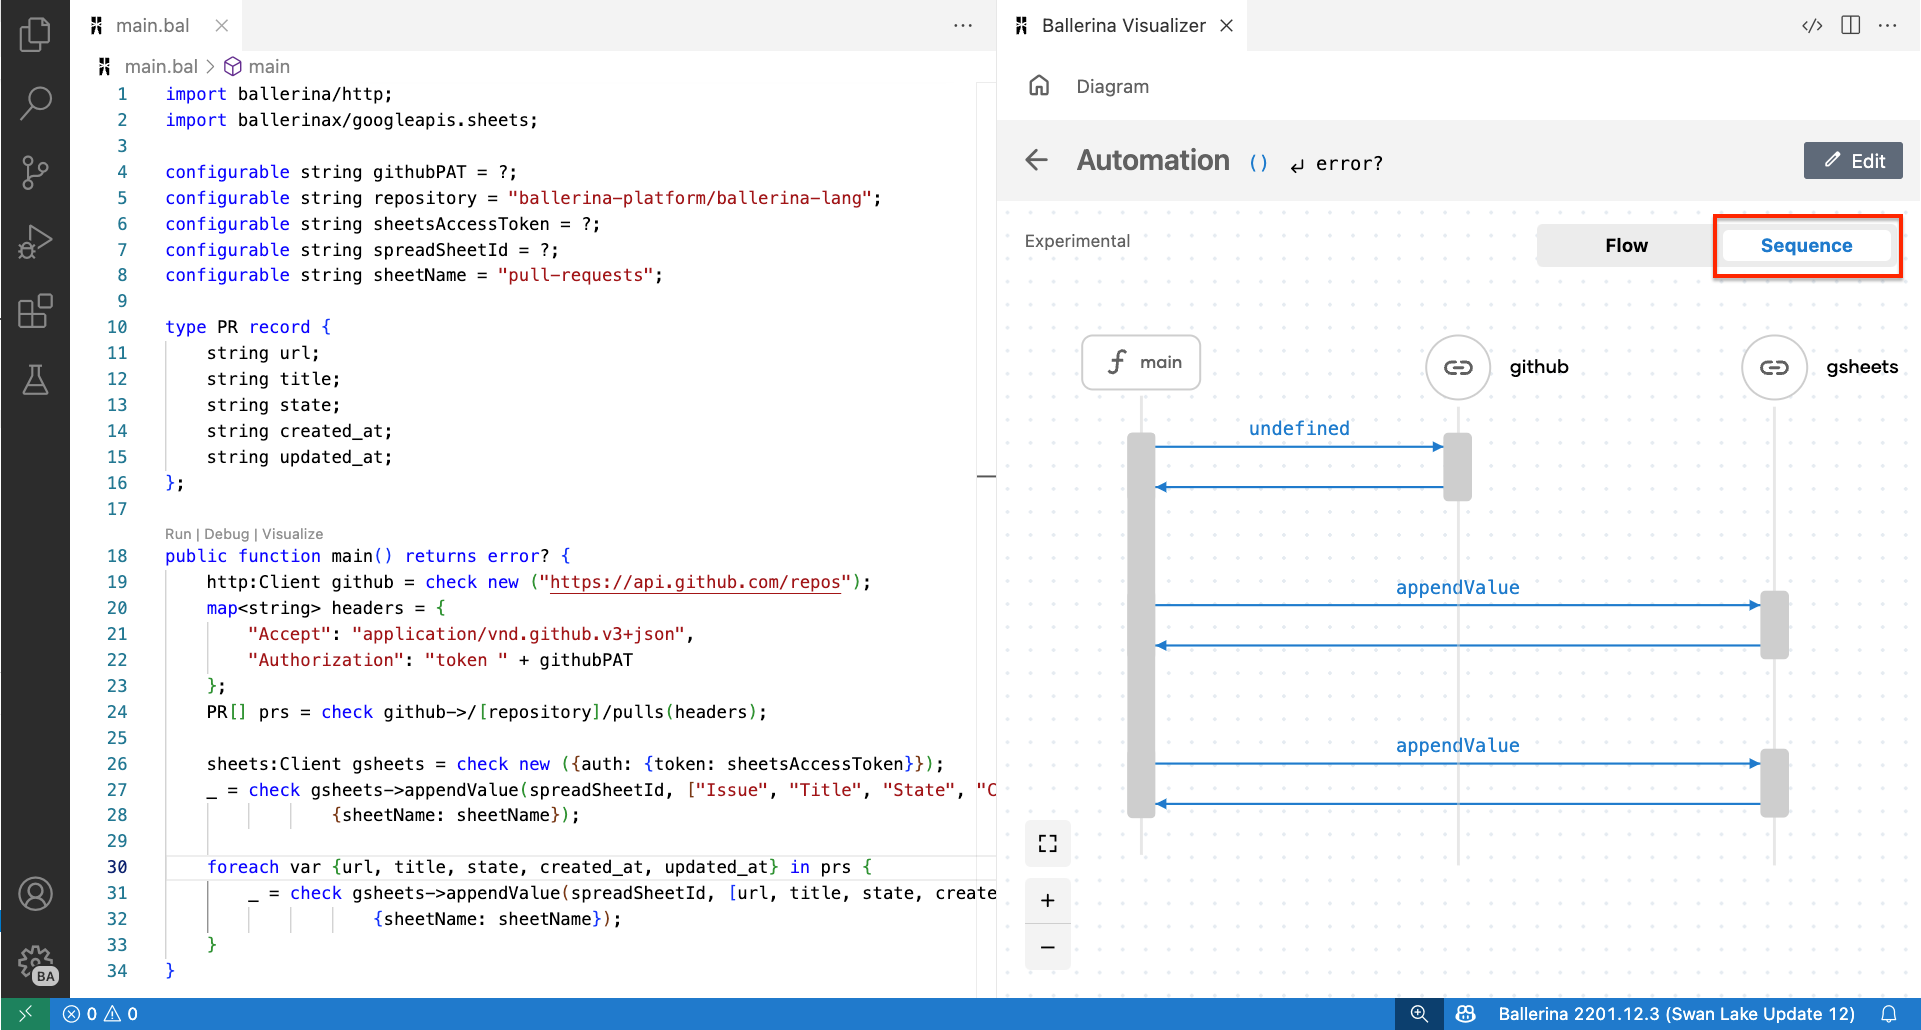 main.bal
main.bal > main
1 import ballerina/http;
2 import ballerinax/googleapis.sheets;
3
4 configurable string githubPAT = ?;
5 configurable string repository = "ballerina-platform/ballerina-lang";
6 configurable string sheetsAccessToken = ?;
7 configurable string spreadSheetId = ?;
8 configurable string sheetName = "pull-requests";
9
10 type PR record {
11     string url;
12     string title;
13     string state;
14     string created_at;
15     string updated_at;
16 };
17
Run | Debug | Visualize
18 public function main() returns error? {
19     http:Client github = check new ("https://api.github.com/repos");
20     map<string> headers = {
21         "Accept": "application/vnd.github.v3+json",
22         "Authorization": "token " + githubPAT
23     };
24     PR[] prs = check github->/[repository]/pulls(headers);
25
26     sheets:Client gsheets = check new ({auth: {token: sheetsAccessToken}});
27     _ = check gsheets->appendValue(spreadSheetId, ["Issue", "Title", "State", "C
28                 {sheetName: sheetName});
29
30     foreach var {url, title, state, created_at, updated_at} in prs {
31         _ = check gsheets->appendValue(spreadSheetId, [url, title, state, create
32                     {sheetName: sheetName});
33     }
34 }
Ballerina Visualizer
Diagram
Automation () ↵ error?
Edit
Experimental
Flow
Sequence
main
github
gsheets
undefined
appendValue
appendValue
+
−
BA
0 0
Ballerina 2201.12.3 (Swan Lake Update 12)